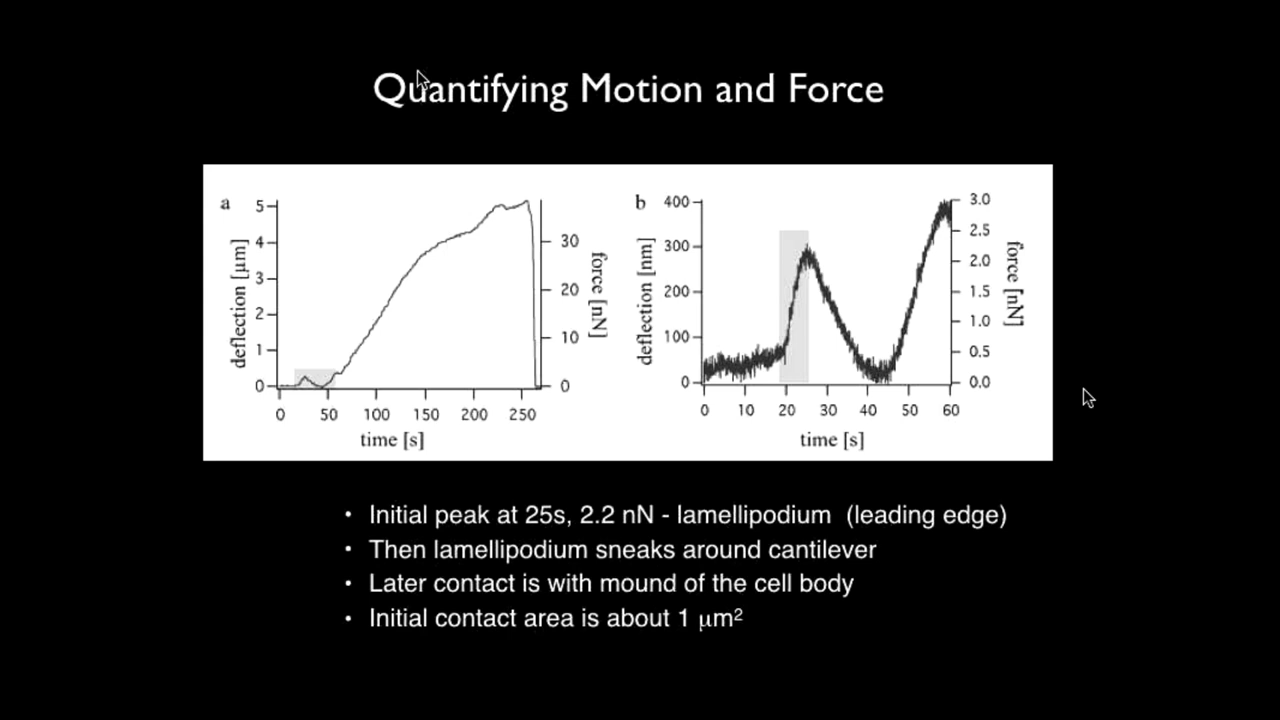 Quantifying Motion and Force
a
5
4
3
2
1
0
deflection [μm]
30
20
10
0
force [nN]
0 50 100 150 200 250
time [s]
b
400
300
200
100
0
deflection [nm]
3.0
2.5
2.0
1.5
1.0
0.5
0.0
force [nN]
0 10 20 30 40 50 60
time [s]
• Initial peak at 25s, 2.2 nN - lamellipodium (leading edge)
• Then lamellipodium sneaks around cantilever
• Later contact is with mound of the cell body
• Initial contact area is about 1 μm²